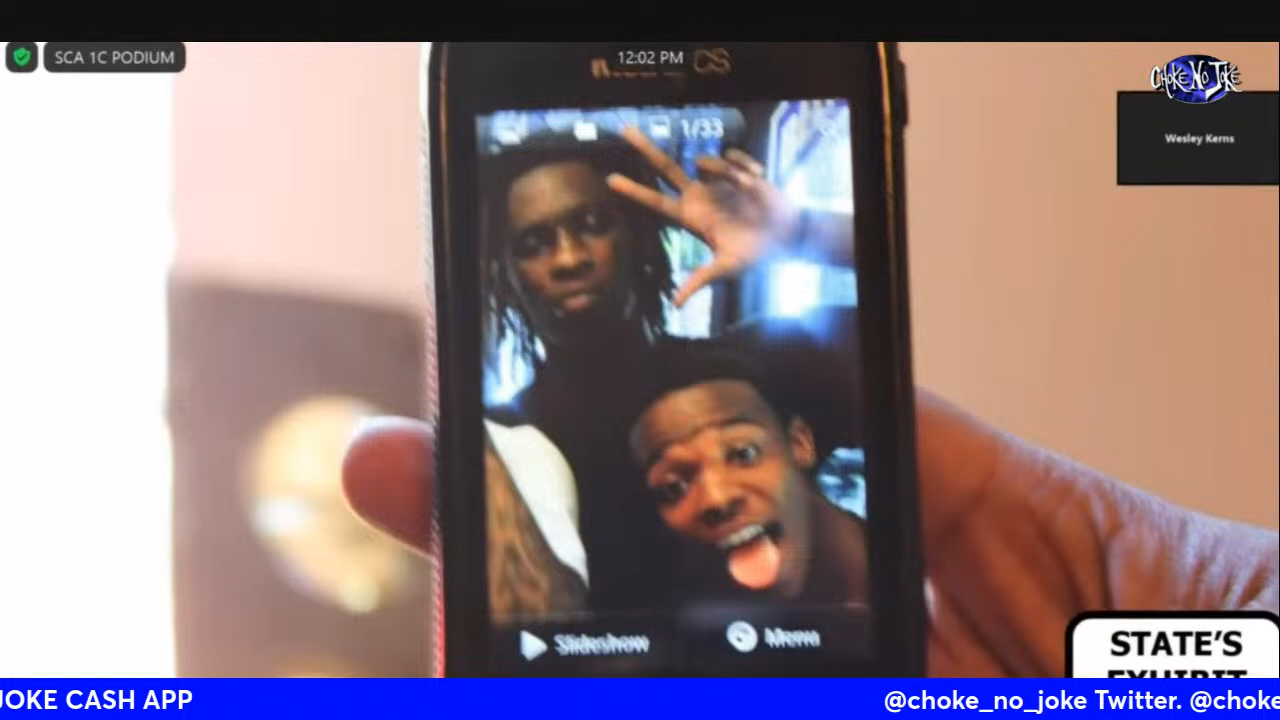 SCA 1C PODIUM
12:02 PM
CHOKE NO JOKE
Wesley Kerns
1/33
Slideshow
Menu
STATE'S
EXHIBIT
JOKE CASH APP
@choke_no_joke Twitter. @choke